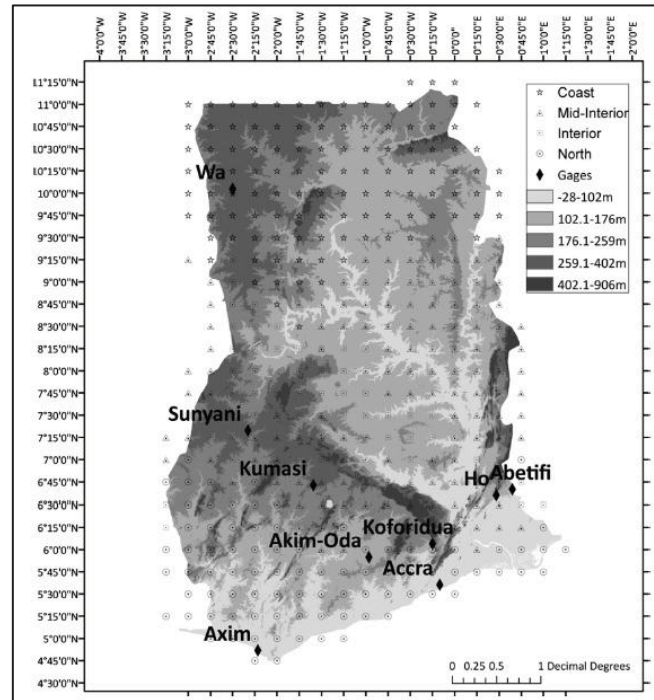 4°0'0"W
3°45'0"W
3°30'0"W
3°15'0"W
3°0'0"W
2°45'0"W
2°30'0"W
2°15'0"W
2°0'0"W
1°45'0"W
1°30'0"W
1°15'0"W
1°0'0"W
0°45'0"W
0°30'0"W
0°15'0"W
0°0'0"
0°15'0"E
0°30'0"E
0°45'0"E
1°0'0"E
1°15'0"E
1°30'0"E
1°45'0"E
2°0'0"E
11°15'0"N
11°0'0"N
10°45'0"N
10°30'0"N
10°15'0"N
10°0'0"N
9°45'0"N
9°30'0"N
9°15'0"N
9°0'0"N
8°45'0"N
8°30'0"N
8°15'0"N
8°0'0"N
7°45'0"N
7°30'0"N
7°15'0"N
7°0'0"N
6°45'0"N
6°30'0"N
6°15'0"N
6°0'0"N
5°45'0"N
5°30'0"N
5°15'0"N
5°0'0"N
4°45'0"N
4°30'0"N
Coast
Mid-Interior
Interior
North
Gages
-28-102m
102.1-176m
176.1-259m
259.1-402m
402.1-906m
Wa
Sunyani
Kumasi
Ho
Abetifi
Koforidua
Akim-Oda
Accra
Axim
0 0.25 0.5 1 Decimal Degrees